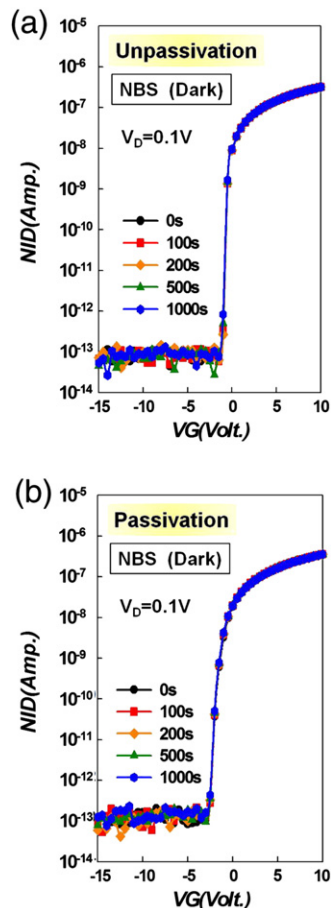 (a)
10⁻⁵
10⁻⁶
10⁻⁷
10⁻⁸
10⁻⁹
10⁻¹⁰
10⁻¹¹
10⁻¹²
10⁻¹³
10⁻¹⁴
NID(Amp.)
Unpassivation
NBS (Dark)
V_D=0.1V
0s
100s
200s
500s
1000s
-15 -10 -5 0 5 10
VG(Volt.)
(b)
10⁻⁵
10⁻⁶
10⁻⁷
10⁻⁸
10⁻⁹
10⁻¹⁰
10⁻¹¹
10⁻¹²
10⁻¹³
10⁻¹⁴
NID(Amp.)
Passivation
NBS (Dark)
V_D=0.1V
0s
100s
200s
500s
1000s
-15 -10 -5 0 5 10
VG(Volt.)